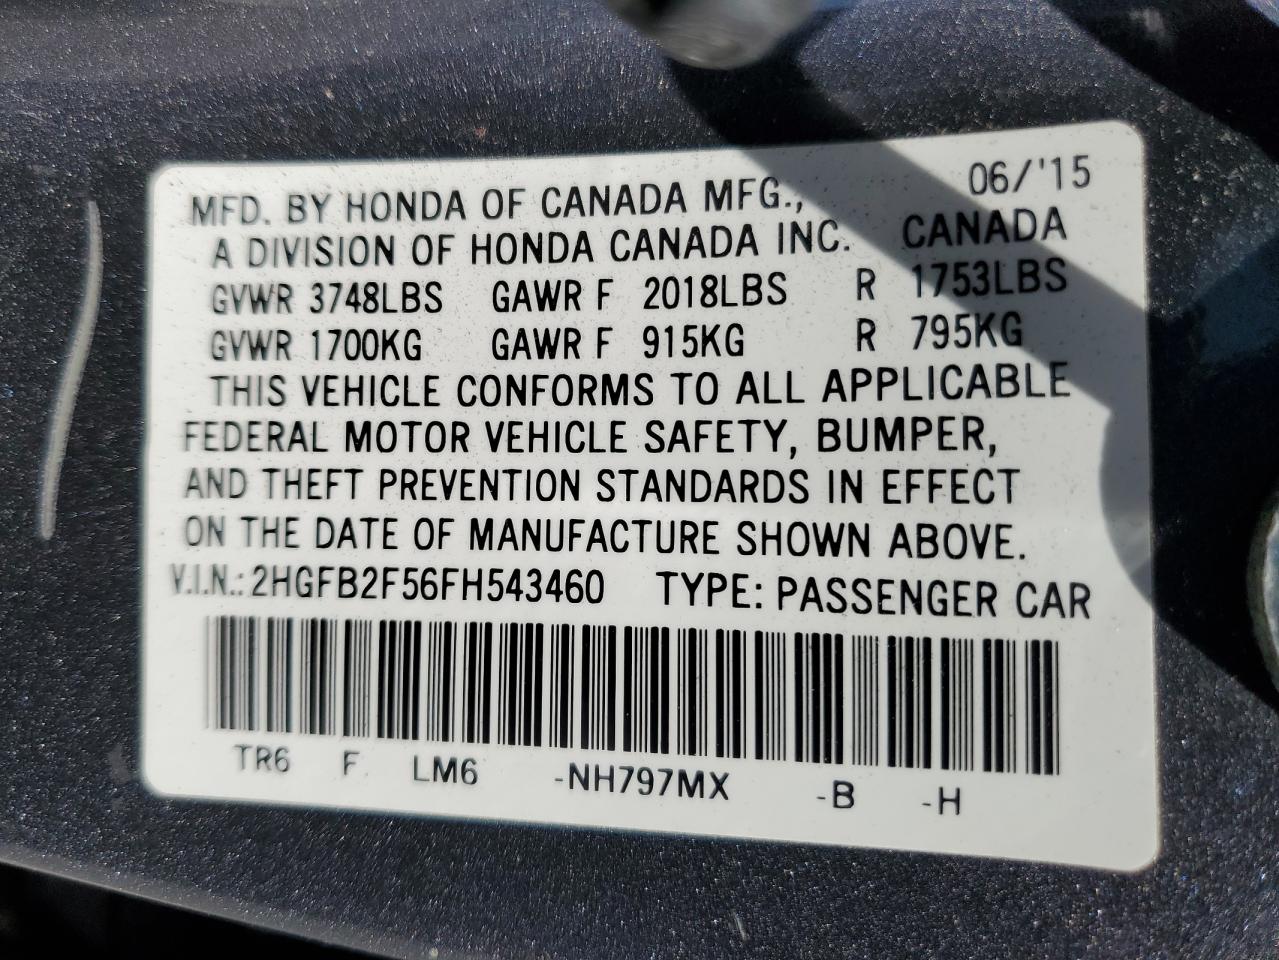 06/'15
MFD. BY HONDA OF CANADA MFG.,
A DIVISION OF HONDA CANADA INC. CANADA
GVWR 3748LBS GAWR F 2018LBS R 1753LBS
GVWR 1700KG GAWR F 915KG R 795KG
THIS VEHICLE CONFORMS TO ALL APPLICABLE
FEDERAL MOTOR VEHICLE SAFETY, BUMPER,
AND THEFT PREVENTION STANDARDS IN EFFECT
ON THE DATE OF MANUFACTURE SHOWN ABOVE.
V.I.N.: 2HGFB2F56FH543460 TYPE: PASSENGER CAR
TR6 F LM6 -NH797MX -B -H